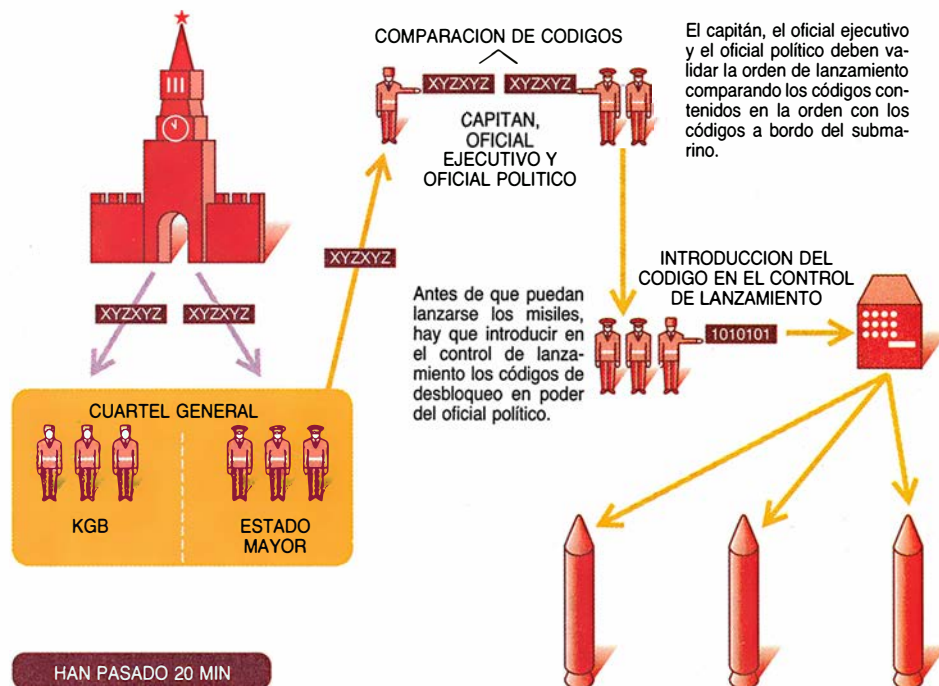 COMPARACION DE CODIGOS
XYZXYZ XYZXYZ
CAPITAN,
OFICIAL
EJECUTIVO Y
OFICIAL POLITICO
El capitán, el oficial ejecutivo
y el oficial político deben va-
lidar la orden de lanzamiento
comparando los códigos con-
tenidos en la orden con los
códigos a bordo del subma-
rino.
XYZXYZ
XYZXYZ XYZXYZ
INTRODUCCION DEL
CODIGO EN EL CONTROL
DE LANZAMIENTO
Antes de que puedan
lanzarse los misiles,
hay que introducir en
el control de lanza-
miento los códigos de
desbloqueo en poder
del oficial político.
1010101
CUARTEL GENERAL
KGB
ESTADO
MAYOR
HAN PASADO 20 MIN